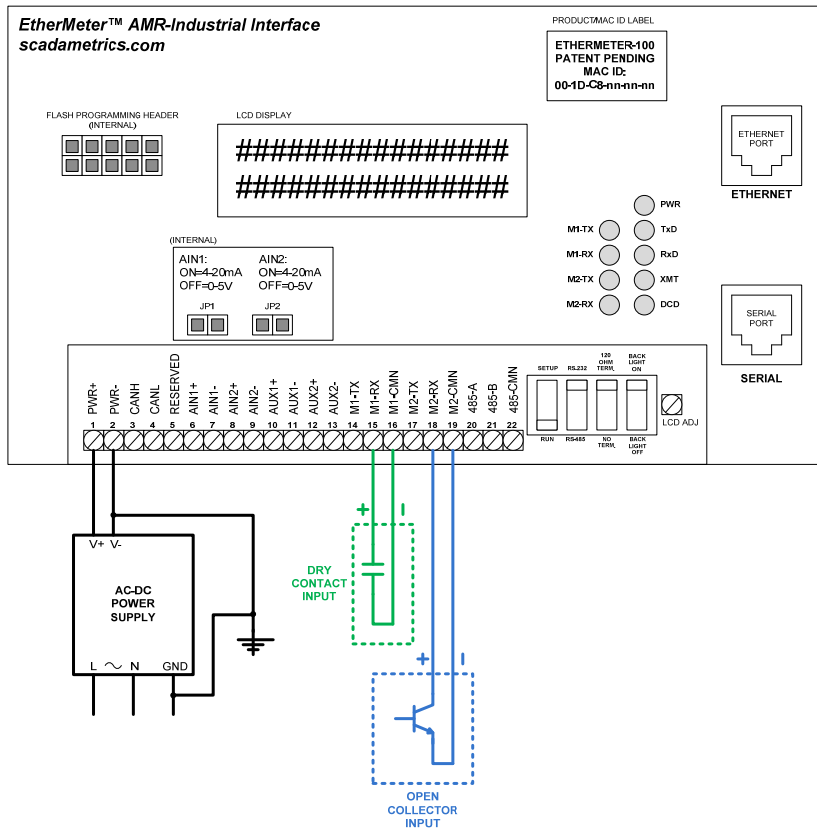 EtherMeter™ AMR-Industrial Interface
scadametrics.com
PRODUCT/MAC ID LABEL
ETHERMETER-100
PATENT PENDING
MAC ID:
00-1D-C8-nn-nn-nn
FLASH PROGRAMMING HEADER
(INTERNAL)
LCD DISPLAY
###########################
###########################
ETHERNET
PORT
ETHERNET
PWR
M1-TX
TxD
M1-RX
RxD
M2-TX
XMT
M2-RX
DCD
(INTERNAL)
AIN1:
ON=4-20mA
OFF=0-5V
AIN2:
ON=4-20mA
OFF=0-5V
JP1
JP2
SERIAL
PORT
SERIAL
PWR+
PWR-
CANH
CANL
RESERVED
AIN1+
AIN1-
AIN2+
AIN2-
AUX1+
AUX1-
AUX2+
AUX2-
M1-TX
M1-RX
M1-CMN
M2-TX
M2-RX
M2-CMN
485-A
485-B
485-CMN
1 2 3 4 5 6 7 8 9 10 11 12 13 14 15 16 17 18 19 20 21 22
SETUP
RS-232
120
OHM
TERM.
BACK
LIGHT
ON
RUN
RS-485
NO
TERM.
BACK
LIGHT
OFF
LCD ADJ
+ –
V+ V-
AC-DC
POWER
SUPPLY
L N GND
DRY
CONTACT
INPUT
+ –
OPEN
COLLECTOR
INPUT